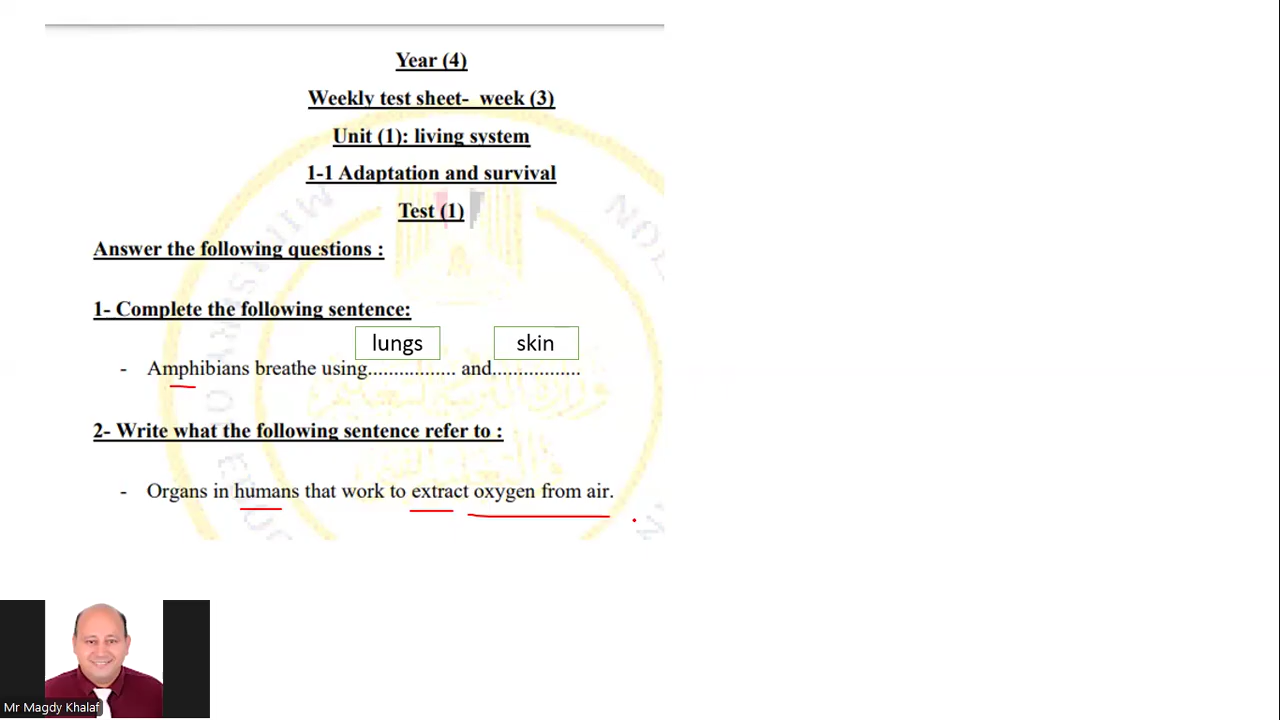 Year (4)
Weekly test sheet- week (3)
Unit (1): living system
1-1 Adaptation and survival
Test (1)
Answer the following questions :
1- Complete the following sentence:
lungs skin
- Amphibians breathe using................. and.................
2- Write what the following sentence refer to :
- Organs in humans that work to extract oxygen from air.
Mr Magdy Khalaf